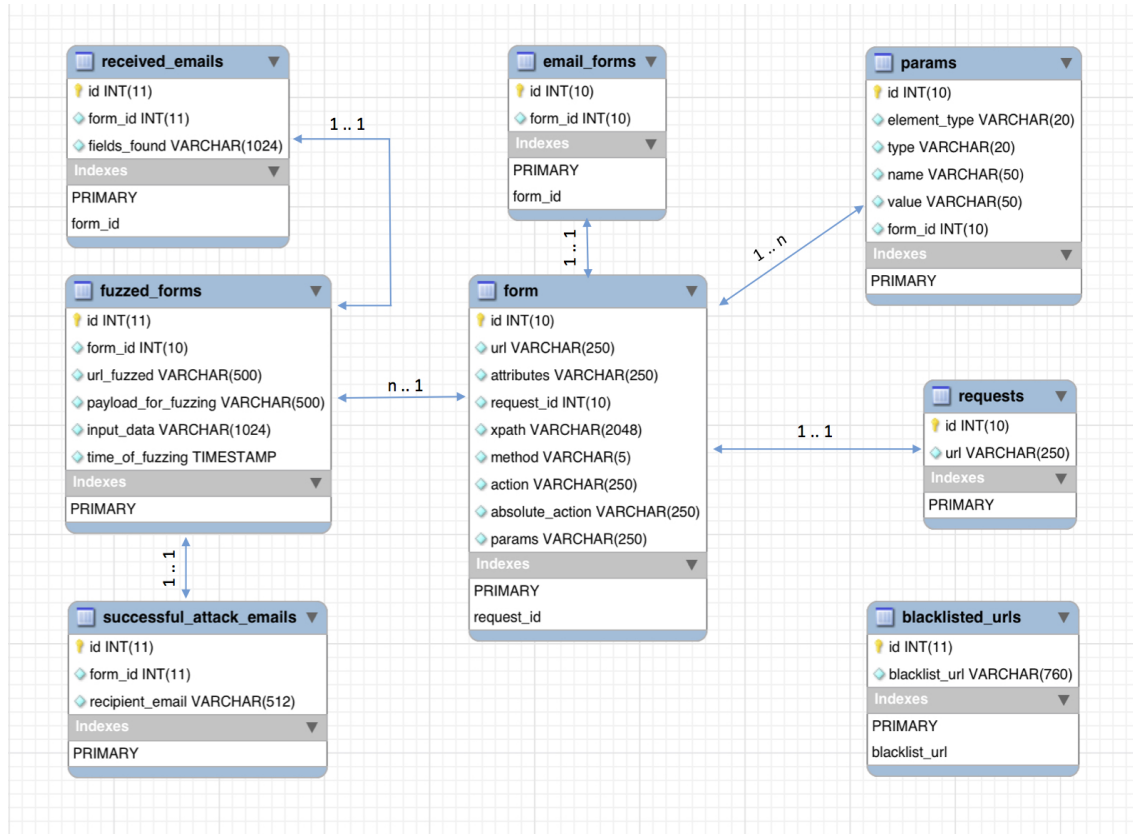 received_emails
id INT(11)
form_id INT(11)
fields_found VARCHAR(1024)
Indexes
PRIMARY
form_id
1 .. 1
email_forms
id INT(10)
form_id INT(10)
Indexes
PRIMARY
form_id
1 .. 1
params
id INT(10)
element_type VARCHAR(20)
type VARCHAR(20)
name VARCHAR(50)
value VARCHAR(50)
form_id INT(10)
Indexes
PRIMARY
1 .. n
fuzzed_forms
id INT(11)
form_id INT(10)
url_fuzzed VARCHAR(500)
payload_for_fuzzing VARCHAR(500)
input_data VARCHAR(1024)
time_of_fuzzing TIMESTAMP
Indexes
PRIMARY
n .. 1
form
id INT(10)
url VARCHAR(250)
attributes VARCHAR(250)
request_id INT(10)
xpath VARCHAR(2048)
method VARCHAR(5)
action VARCHAR(250)
absolute_action VARCHAR(250)
params VARCHAR(250)
Indexes
PRIMARY
request_id
1 .. 1
requests
id INT(10)
url VARCHAR(250)
Indexes
PRIMARY
1 .. 1
successful_attack_emails
id INT(11)
form_id INT(11)
recipient_email VARCHAR(512)
Indexes
PRIMARY
blacklisted_urls
id INT(11)
blacklist_url VARCHAR(760)
Indexes
PRIMARY
blacklist_url